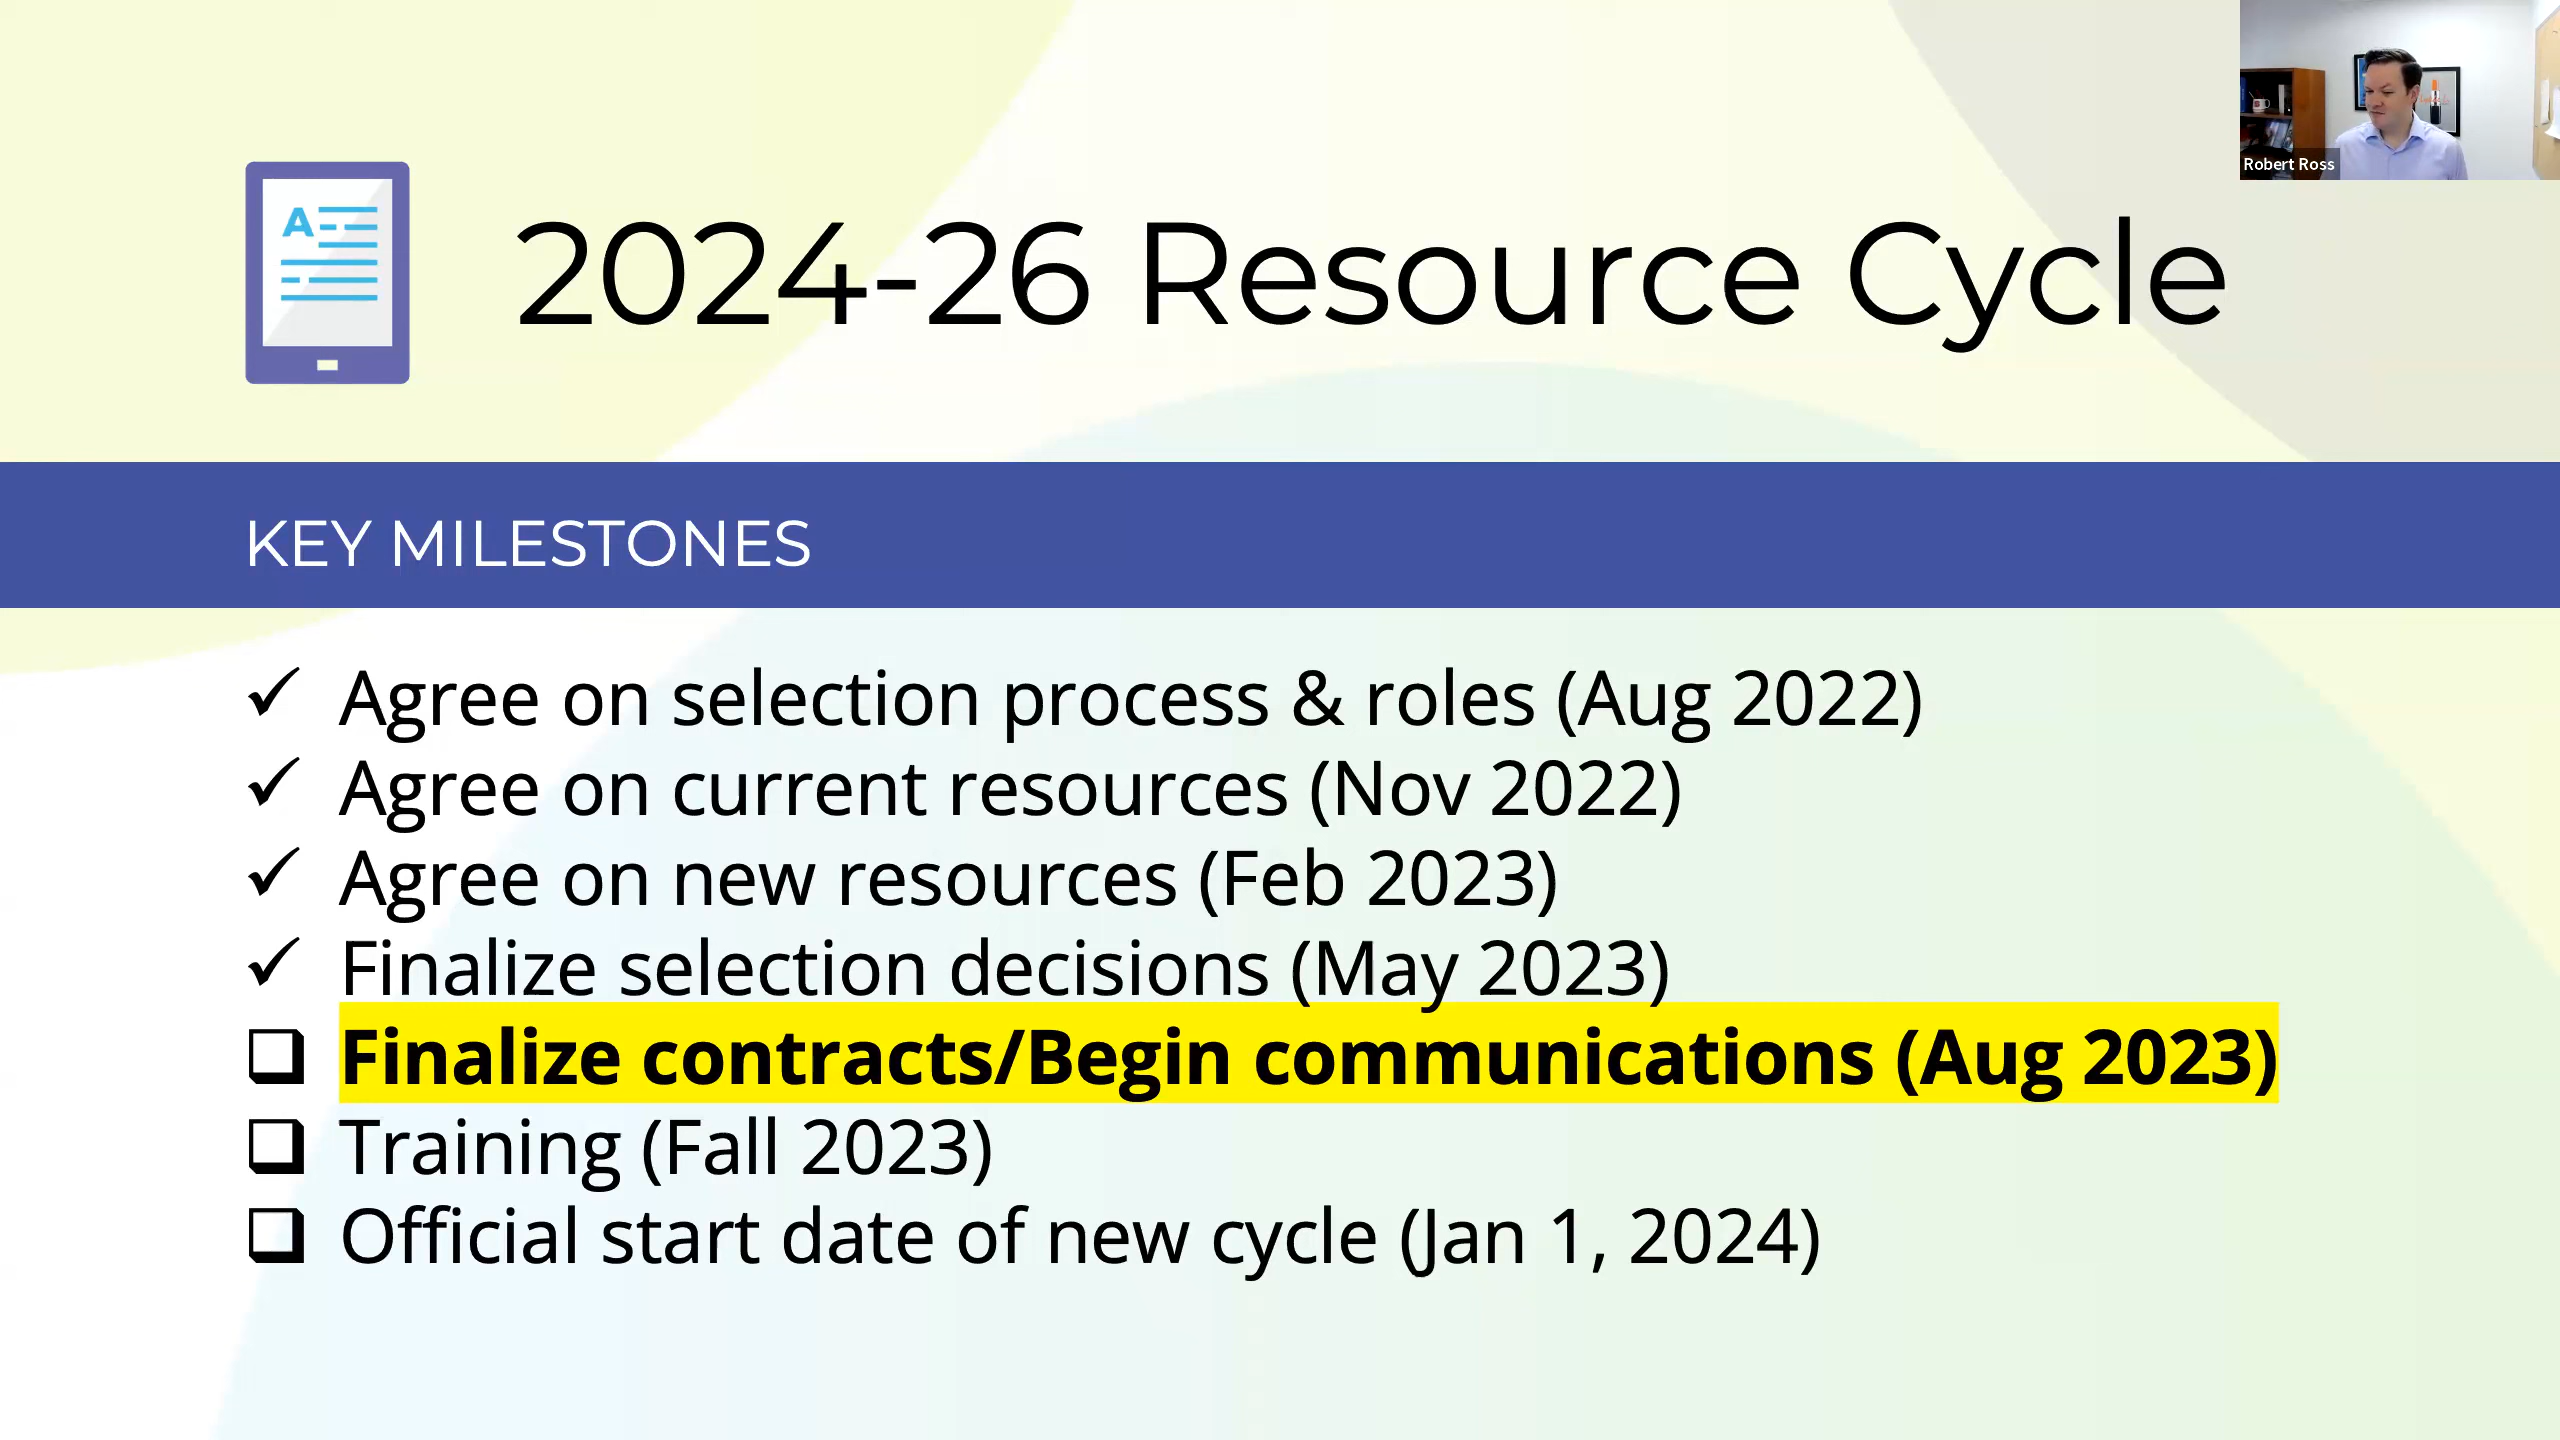 Robert Ross
A
2024-26 Resource Cycle
KEY MILESTONES
Agree on selection process & roles (Aug 2022)
Agree on current resources (Nov 2022)
Agree on new resources (Feb 2023)
Finalize selection decisions (May 2023)
Finalize contracts/Begin communications (Aug 2023)
Training (Fall 2023)
Official start date of new cycle (Jan 1, 2024)